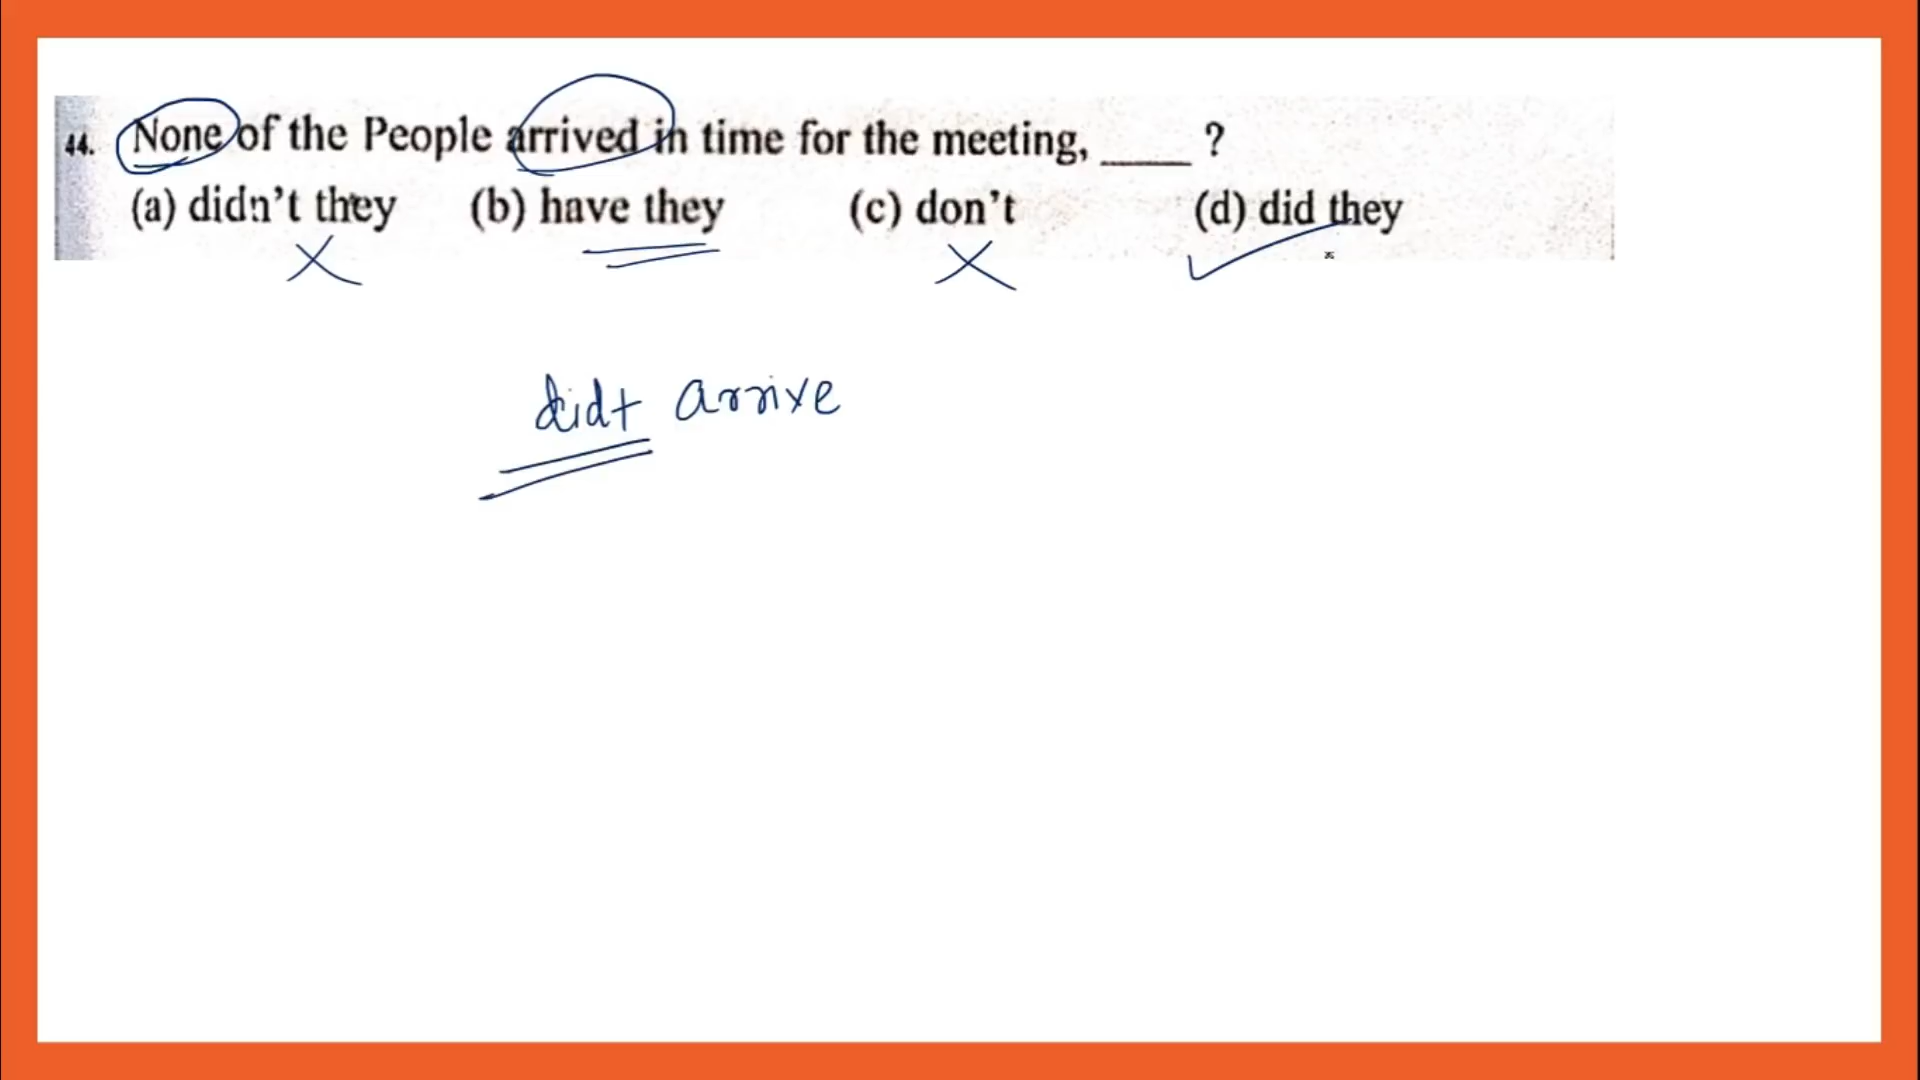 44. None of the People arrived in time for the meeting, _____ ?
(a) didn't they (b) have they (c) don't (d) did they
didt arrive